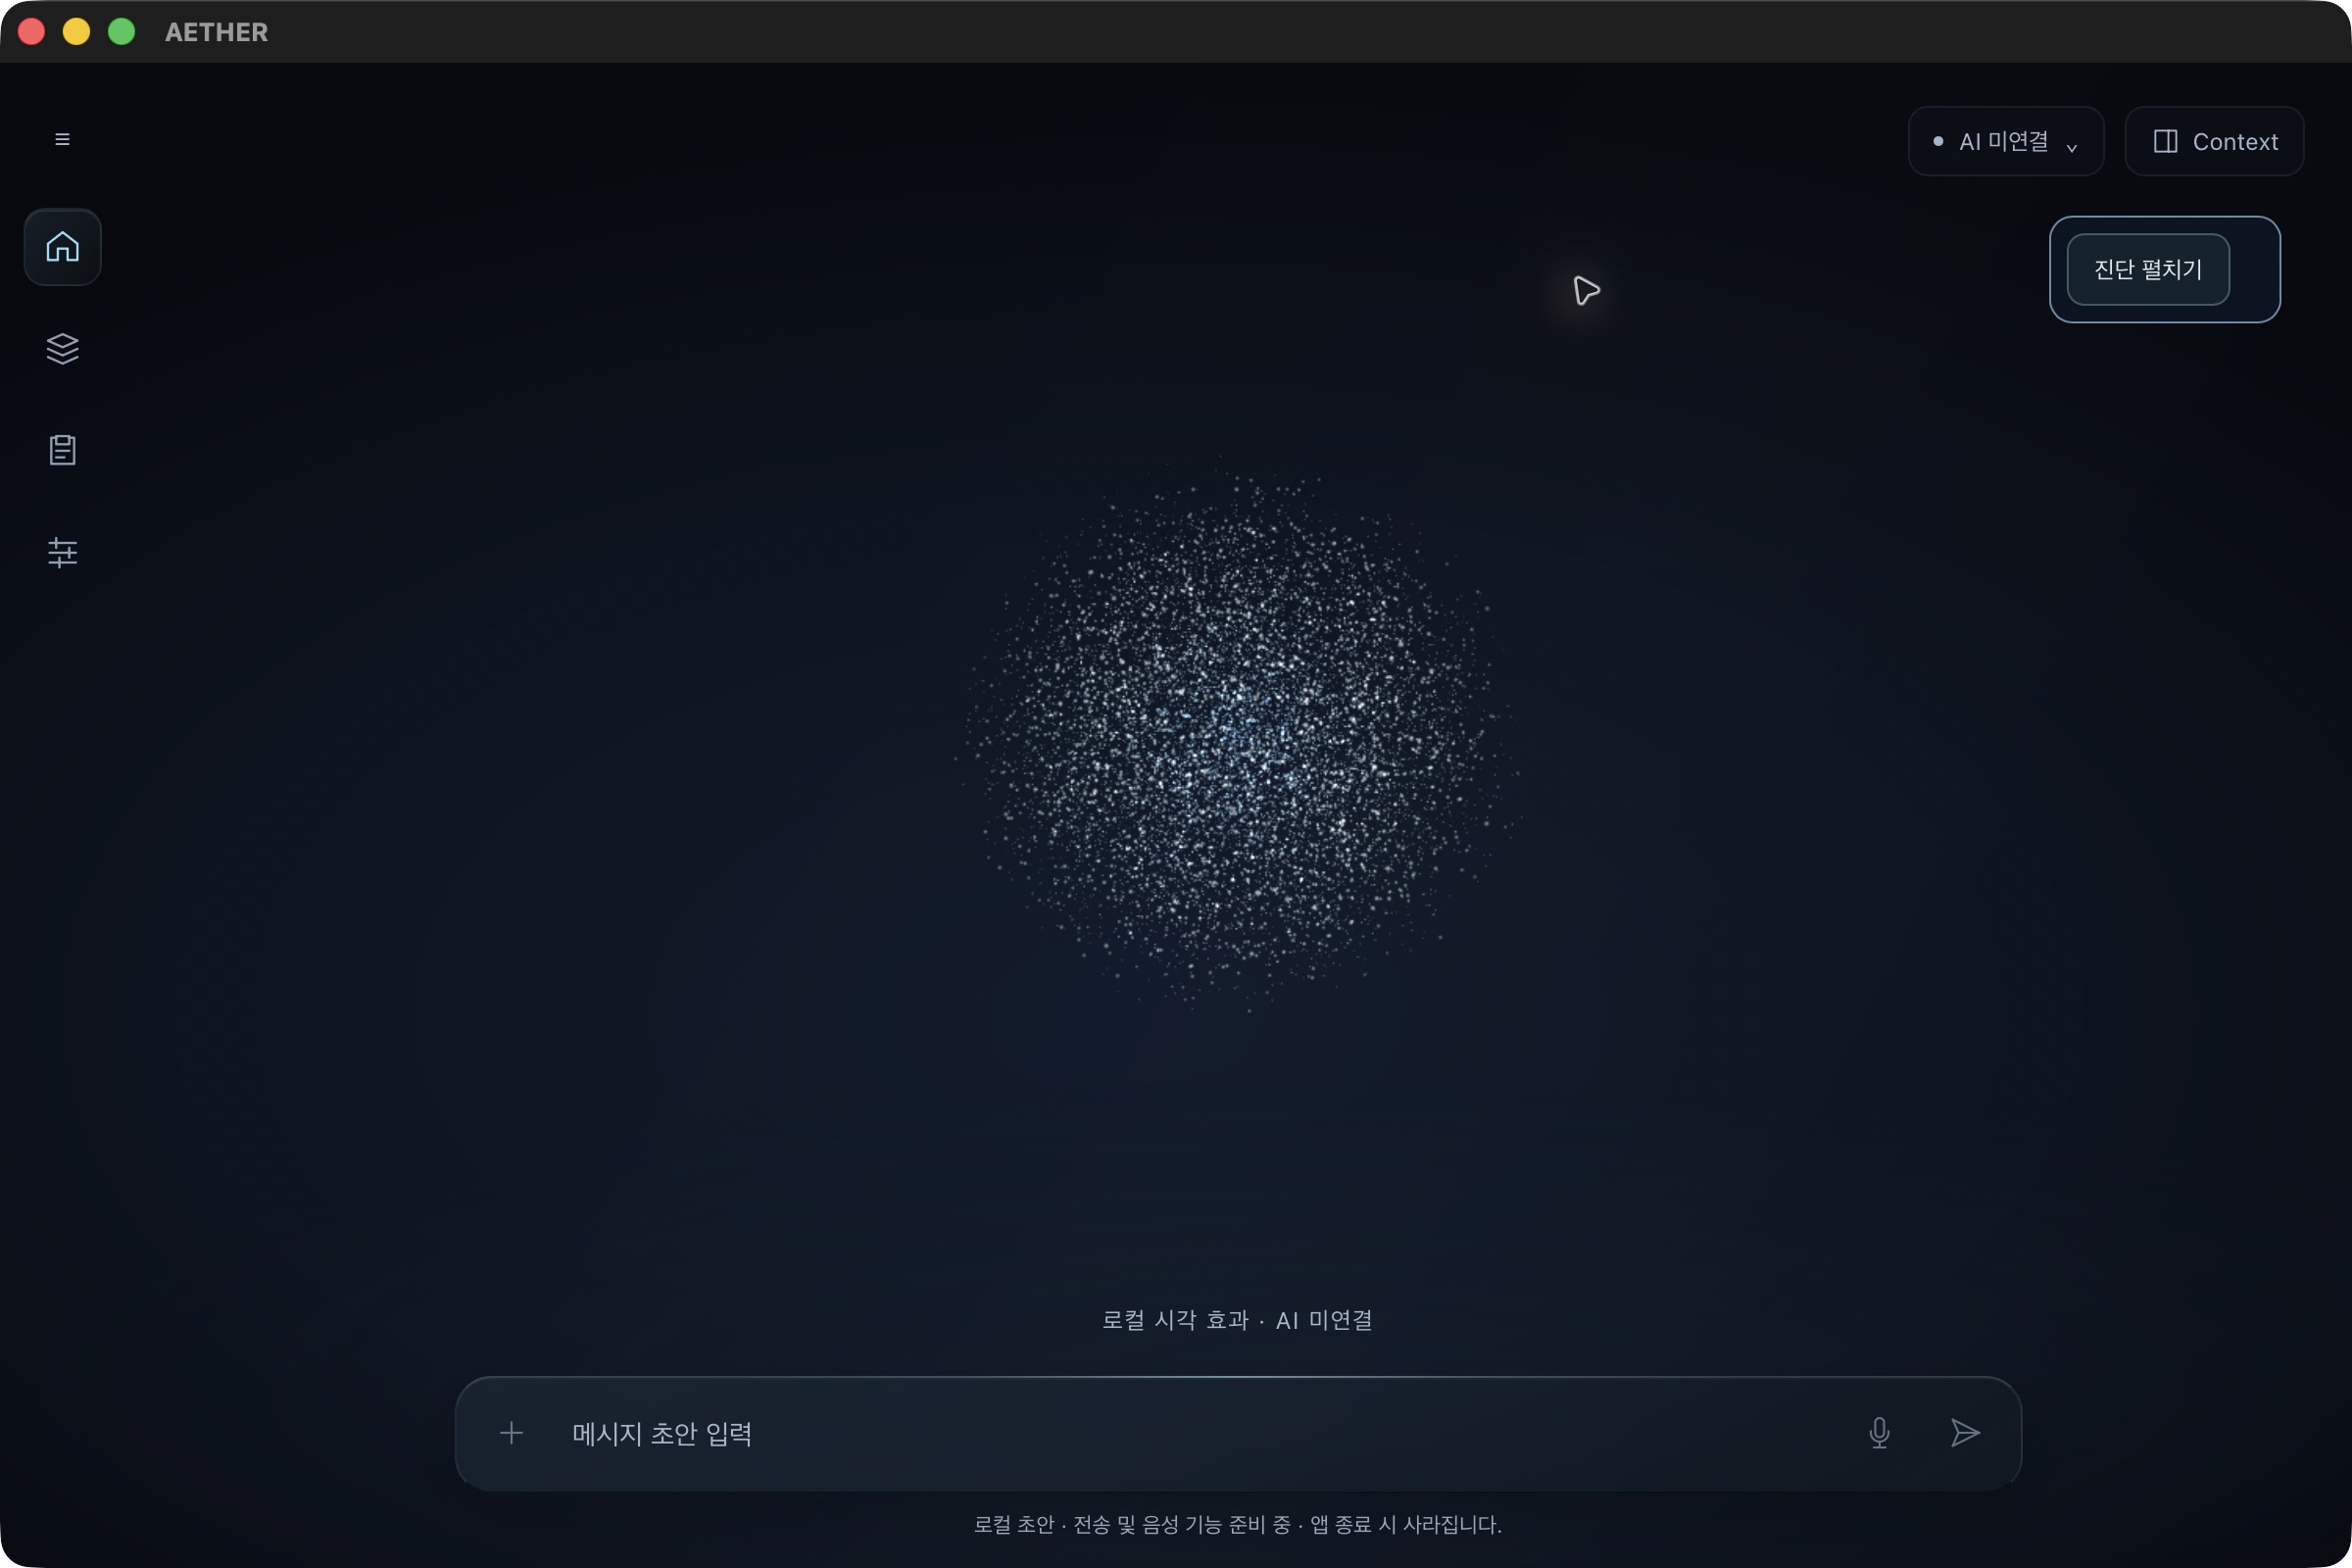 AETHER
AI 미연결
Context
진단 펼치기
로컬 시각 효과 · AI 미연결
메시지 초안 입력
로컬 초안 · 전송 및 음성 기능 준비 중 · 앱 종료 시 사라집니다.